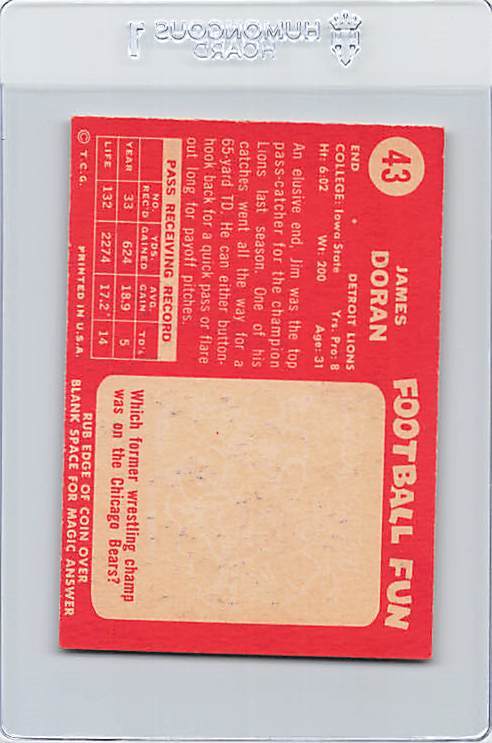 HUMONGOUS
HOARD
43
JAMES
DORAN
END
DETROIT LIONS
COLLEGE: Iowa State
Yrs. Pro: 8
Ht: 6:02 Wt: 200 Age: 31
An elusive end, Jim was the top
pass-catcher for the champion
Lions last season. One of his
catches went all the way for a
65-yard TD. He can either button-
hook back for a quick pass or flare
out long for payoff pitches.
PASS RECEIVING RECORD
NO. YDS. AVG.
REC'D GAINED GAIN TD's
YEAR 33 624 18.9 5
LIFE 132 2274 17.2 14
© T.C.G.
PRINTED IN U.S.A.
FOOTBALL FUN
Which former wrestling champ
was on the Chicago Bears?
RUB EDGE OF COIN OVER
BLANK SPACE FOR MAGIC ANSWER